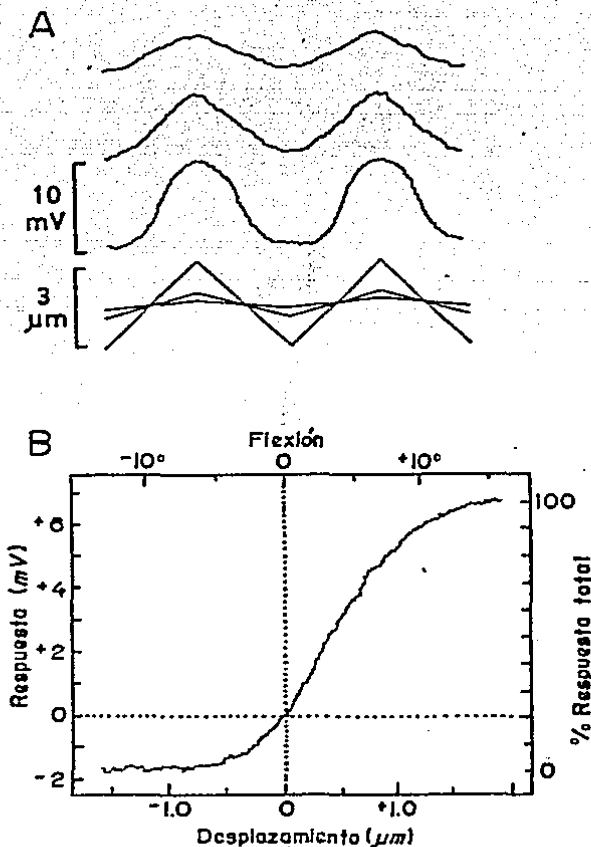 A
10
mV
3
μm
B
Flexión
-10° 0 +10°
Respuesta (mV)
+6
+4
+2
0
-2
100
0
% Respuesta total
-1.0 0 +1.0
Desplazamiento (μm)